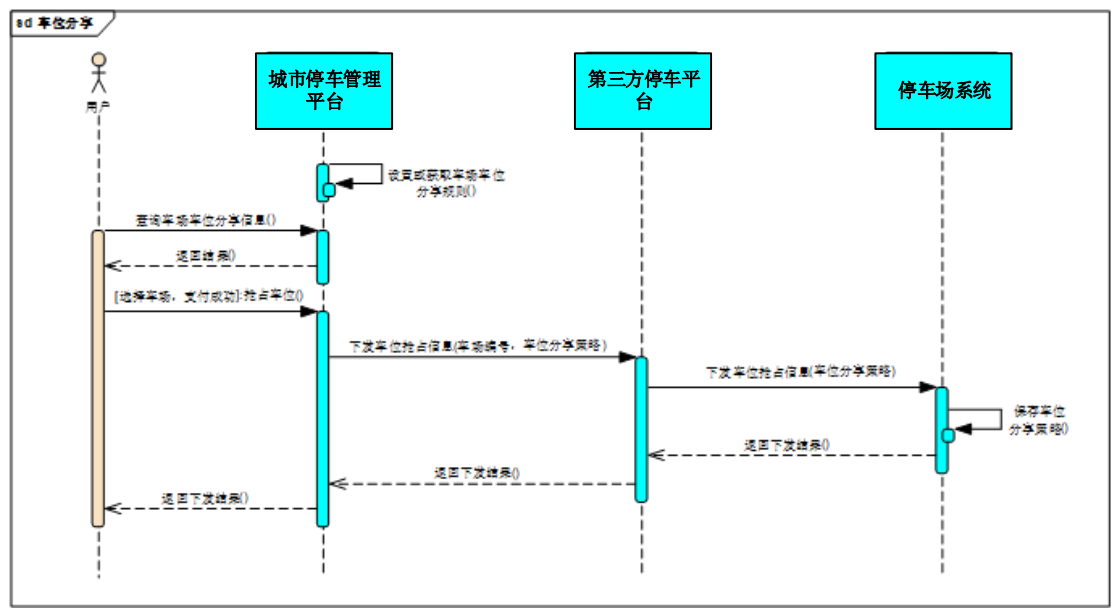 sd 车位分享
用户
城市停车管理
平台
第三方停车平
台
停车场系统
设置或获取车场车位
分享规则()
查询车场车位分享信息()
返回结果()
[选择车场，支付成功]:抢占车位()
下发车位抢占信息(车场编号，车位分享策略)
下发车位抢占信息(车位分享策略)
保存车位
分享策略()
返回下发结果()
返回下发结果()
返回下发结果()